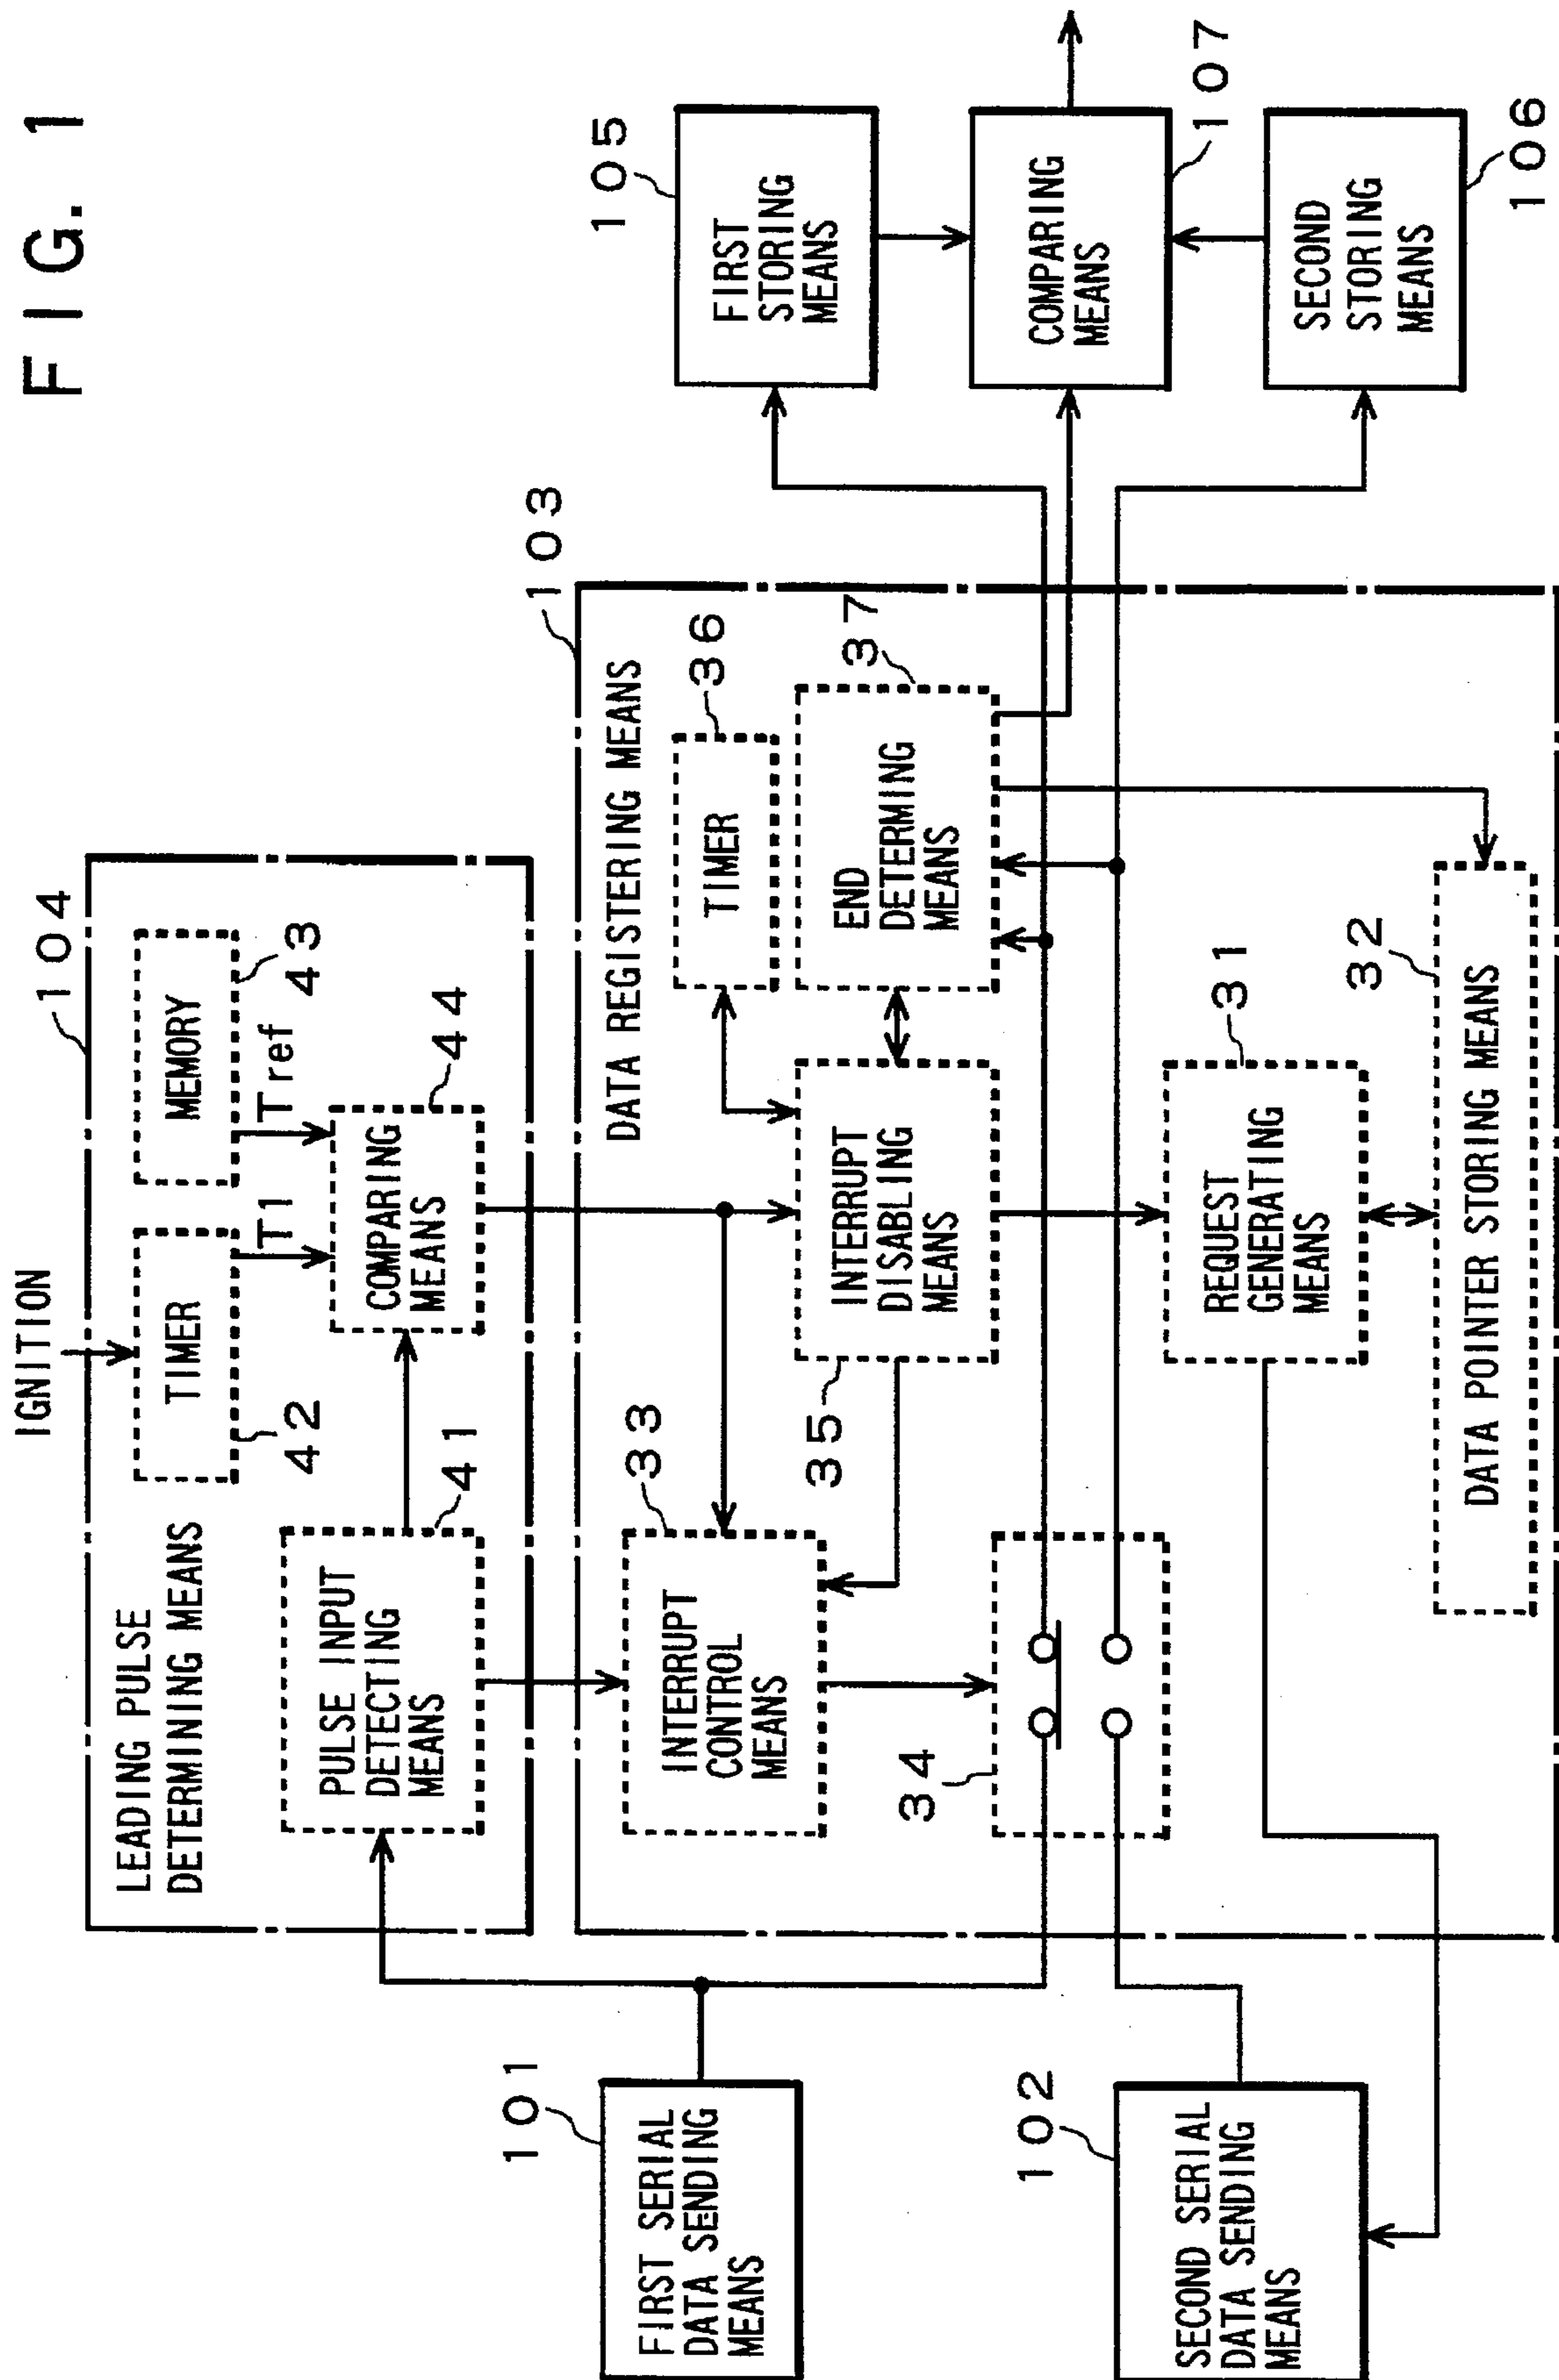 FIG. 1
IGNITION
104
LEADING PULSE
DETERMINING MEANS
TIMER
42
MEMORY
43
T1
Tref
PULSE INPUT
DETECTING
MEANS
41
COMPARING
MEANS
44
103
DATA REGISTERING MEANS
INTERRUPT
CONTROL
MEANS
33
INTERRUPT
DISABLING
MEANS
35
TIMER
36
END
DETERMING
MEANS
37
34
REQUEST
GENERATING
MEANS
31
DATA POINTER STORING MEANS
32
101
FIRST SERIAL
DATA SENDING
MEANS
102
SECOND SERIAL
DATA SENDING
MEANS
105
FIRST
STORING
MEANS
COMPARING
MEANS
107
SECOND
STORING
MEANS
106